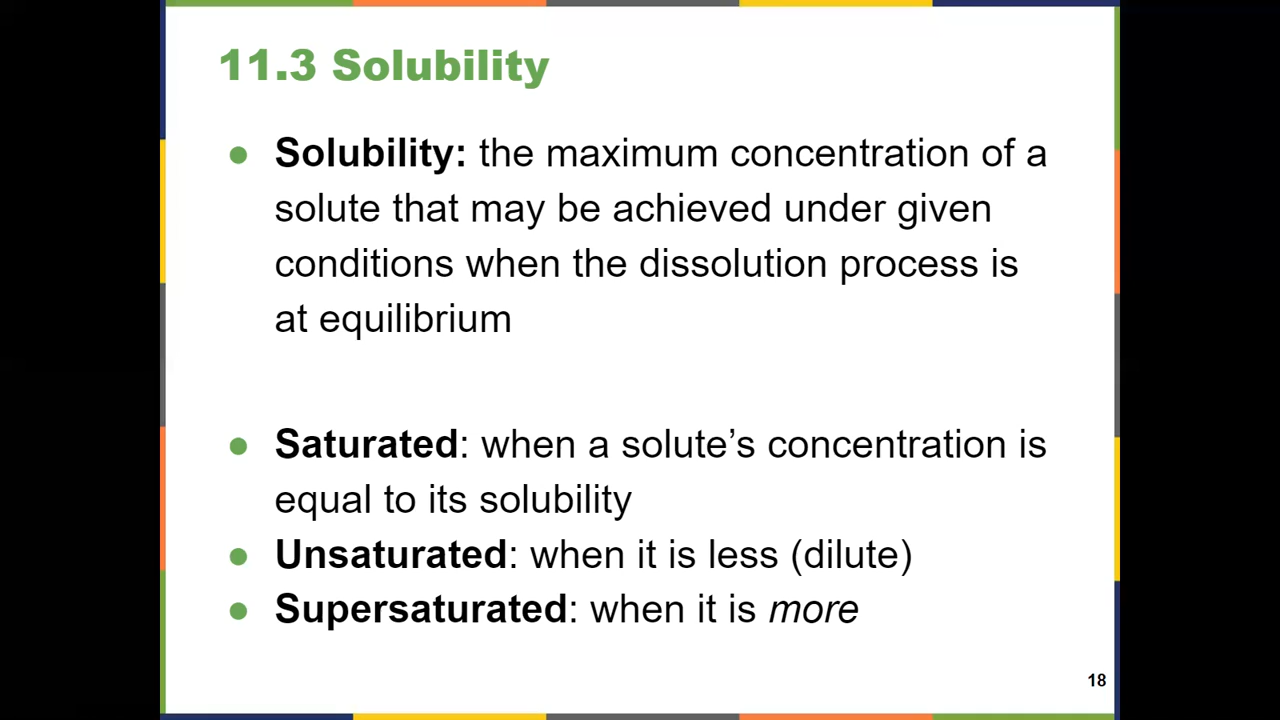 11.3 Solubility
● Solubility: the maximum concentration of a
solute that may be achieved under given
conditions when the dissolution process is
at equilibrium
● Saturated: when a solute’s concentration is
equal to its solubility
● Unsaturated: when it is less (dilute)
● Supersaturated: when it is more
18